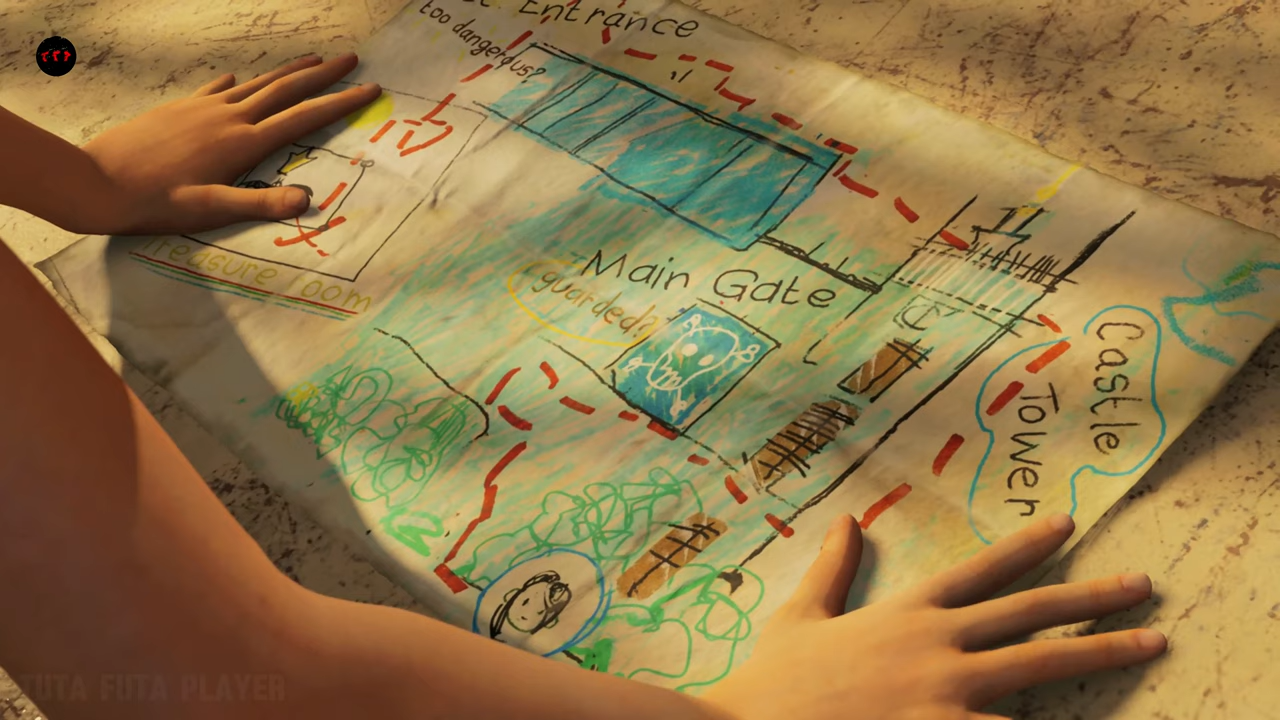 Entrance
too dangerous?
Main Gate
guarded?
Treasure room
Castle
Tower
TUTA FUTA PLAYER